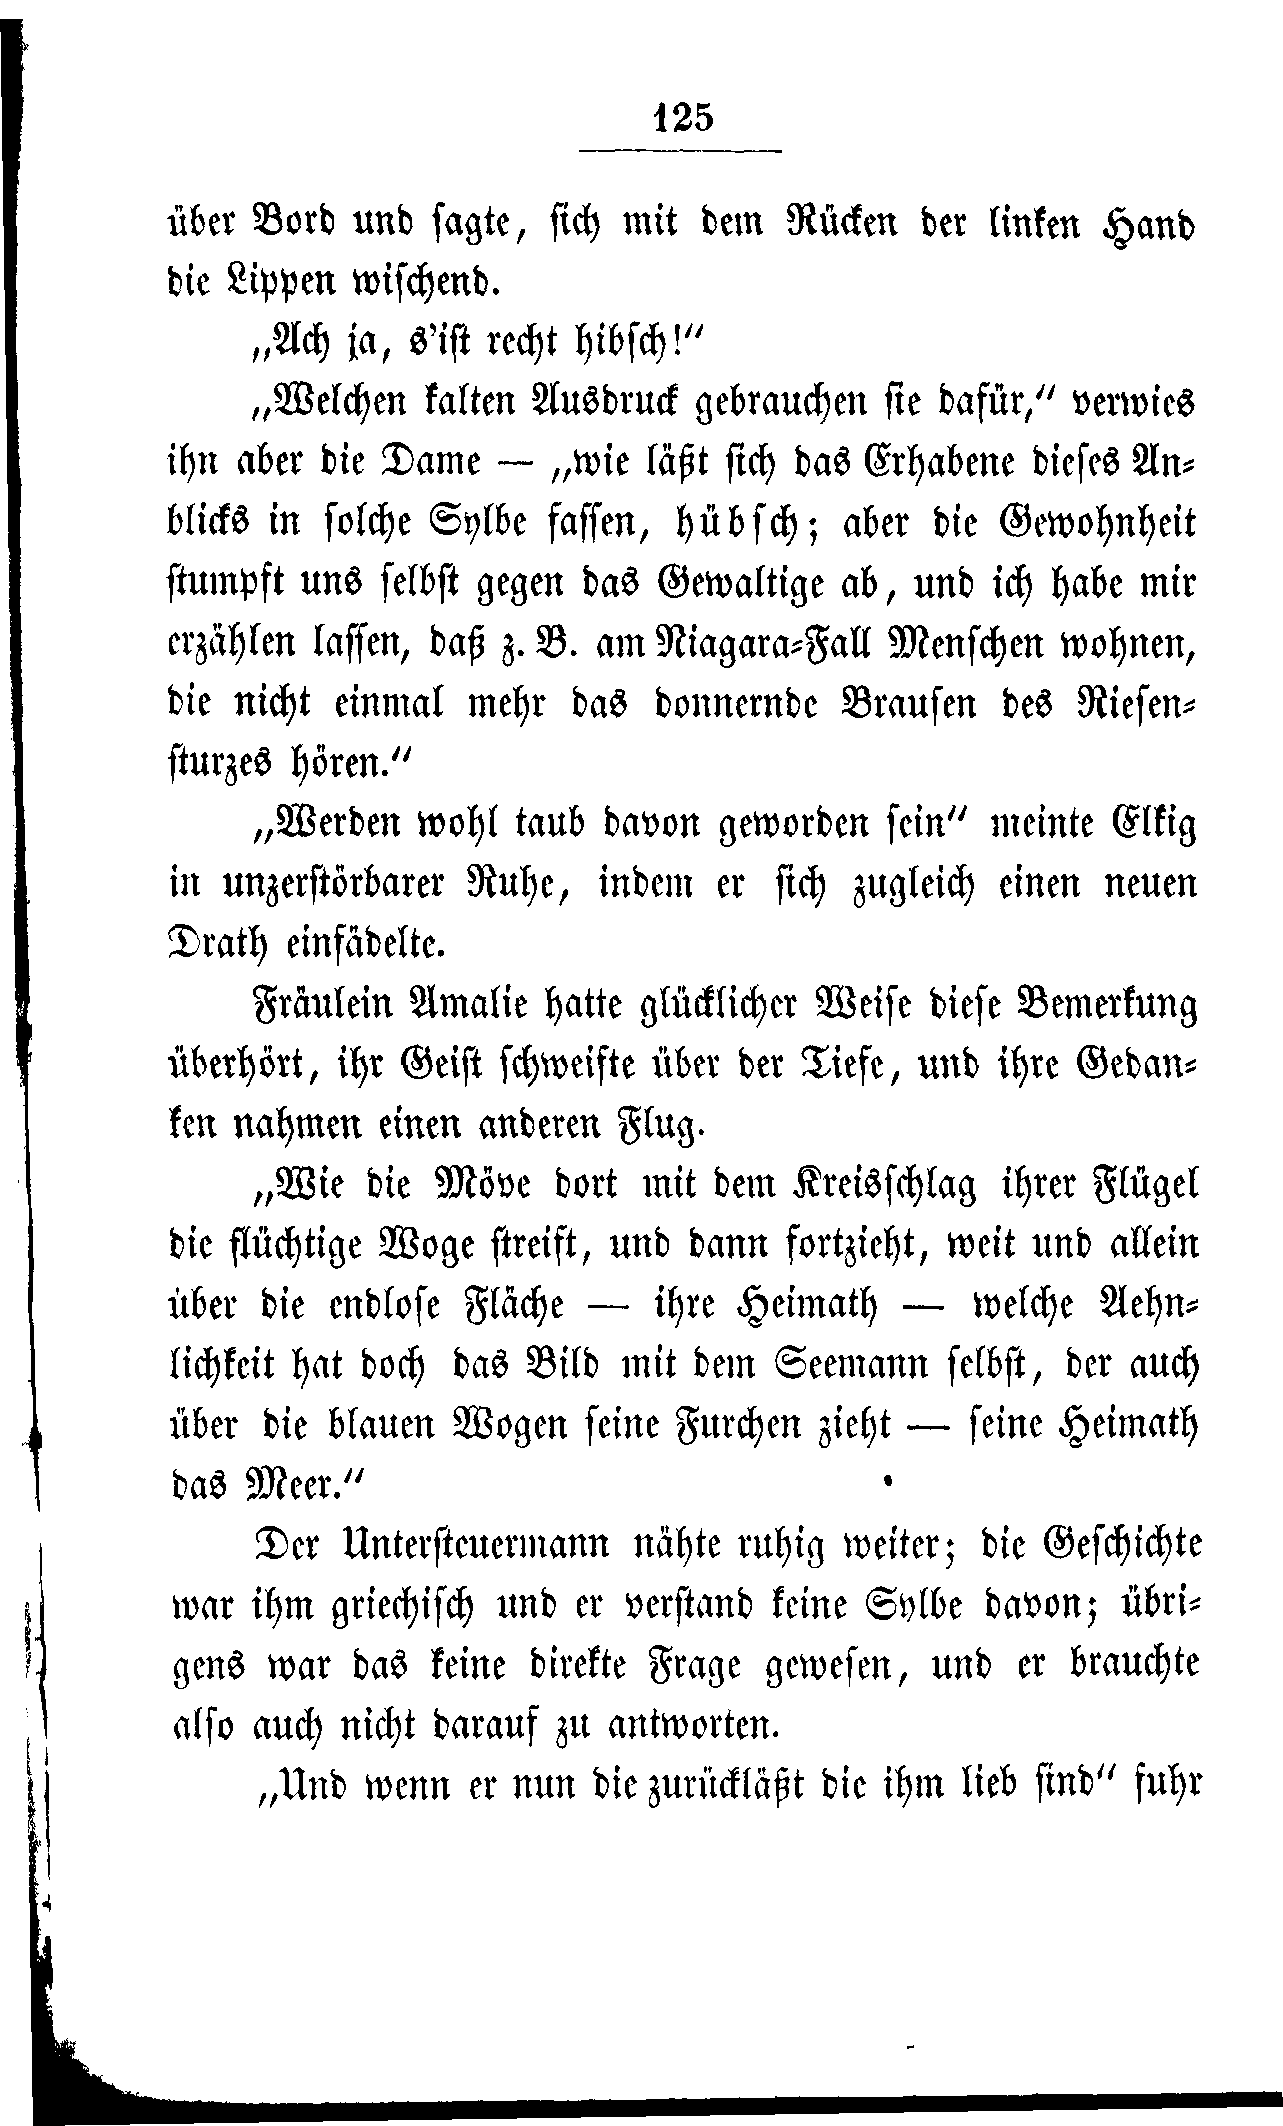 125
über Bord und sagte, sich mit dem Rücken der linken Hand
die Lippen wischend.
„Ach ja, s'ist recht hibsch!“
„Welchen kalten Ausdruck gebrauchen sie dafür,“ verwies
ihn aber die Dame — „wie läßt sich das Erhabene dieses An-
blicks in solche Sylbe fassen, hübsch; aber die Gewohnheit
stumpft uns selbst gegen das Gewaltige ab, und ich habe mir
erzählen lassen, daß z. B. am Niagara-Fall Menschen wohnen,
die nicht einmal mehr das donnernde Brausen des Riesen-
sturzes hören.“
„Werden wohl taub davon geworden sein“ meinte Elkig
in unzerstörbarer Ruhe, indem er sich zugleich einen neuen
Drath einfädelte.
Fräulein Amalie hatte glücklicher Weise diese Bemerkung
überhört, ihr Geist schweifte über der Tiefe, und ihre Gedan-
ken nahmen einen anderen Flug.
„Wie die Möve dort mit dem Kreisschlag ihrer Flügel
die flüchtige Woge streift, und dann fortzieht, weit und allein
über die endlose Fläche — ihre Heimath — welche Aehn-
lichkeit hat doch das Bild mit dem Seemann selbst, der auch
über die blauen Wogen seine Furchen zieht — seine Heimath
das Meer.“
Der Untersteuermann nähte ruhig weiter; die Geschichte
war ihm griechisch und er verstand keine Sylbe davon; übri-
gens war das keine direkte Frage gewesen, und er brauchte
also auch nicht darauf zu antworten.
„Und wenn er nun die zurückläßt die ihm lieb sind“ fuhr